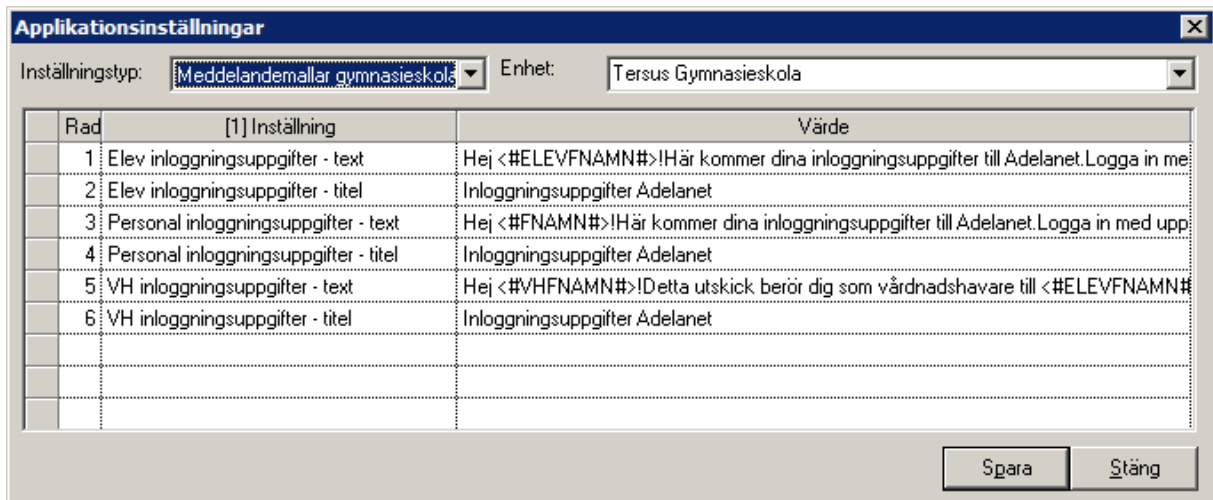 Applikationsinställningar
Inställningstyp: Meddelandemallar gymnasieskola Enhet: Tersus Gymnasieskola
Rad [1] Inställning Värde
1 Elev inloggningsuppgifter - text Hej <#ELEVFNAMN#>!Här kommer dina inloggningsuppgifter till Adelanet.Logga in me
2 Elev inloggningsuppgifter - titel Inloggningsuppgifter Adelanet
3 Personal inloggningsuppgifter - text Hej <#FNAMN#>!Här kommer dina inloggningsuppgifter till Adelanet.Logga in med upp
4 Personal inloggningsuppgifter - titel Inloggningsuppgifter Adelanet
5 VH inloggningsuppgifter - text Hej <#VHFNAMN#>!Detta utskick berör dig som vårdnadshavare till <#ELEVFNAMN#
6 VH inloggningsuppgifter - titel Inloggningsuppgifter Adelanet
Spara Stäng